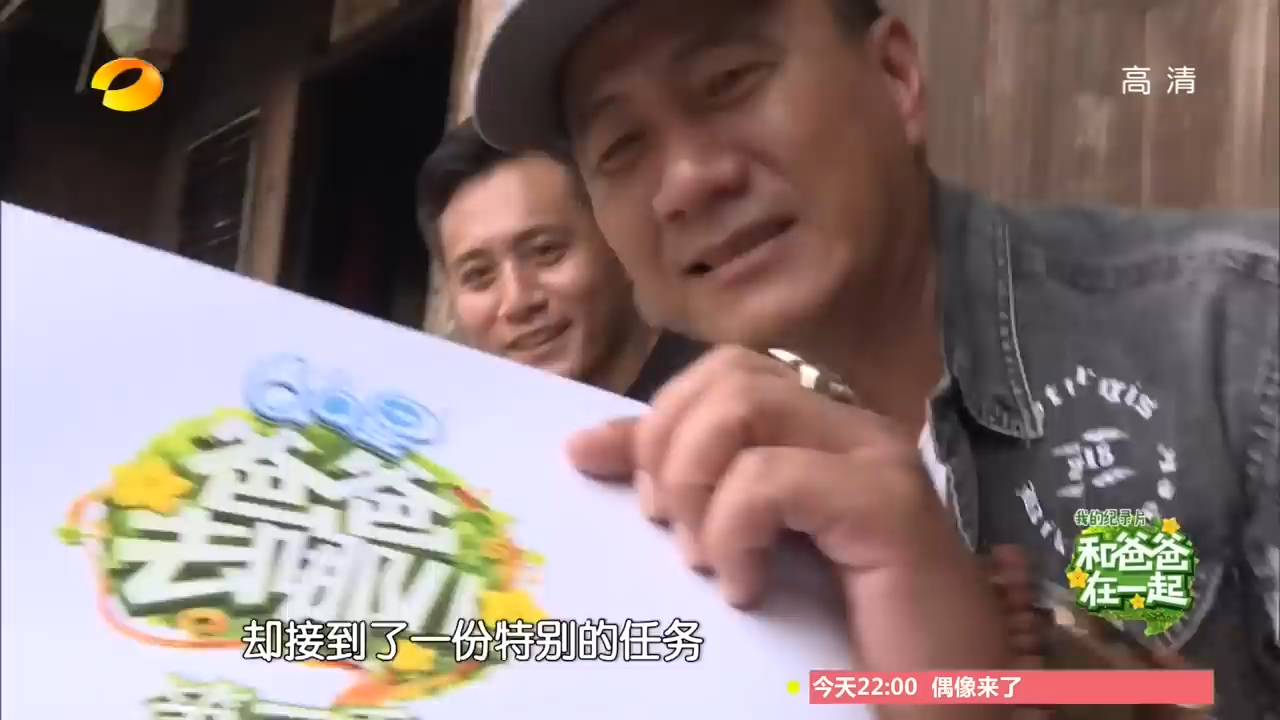 高清
爸爸
去哪儿
我的纪录片
和爸爸
在一起
却接到了一份特别的任务
今天22:00 偶像来了